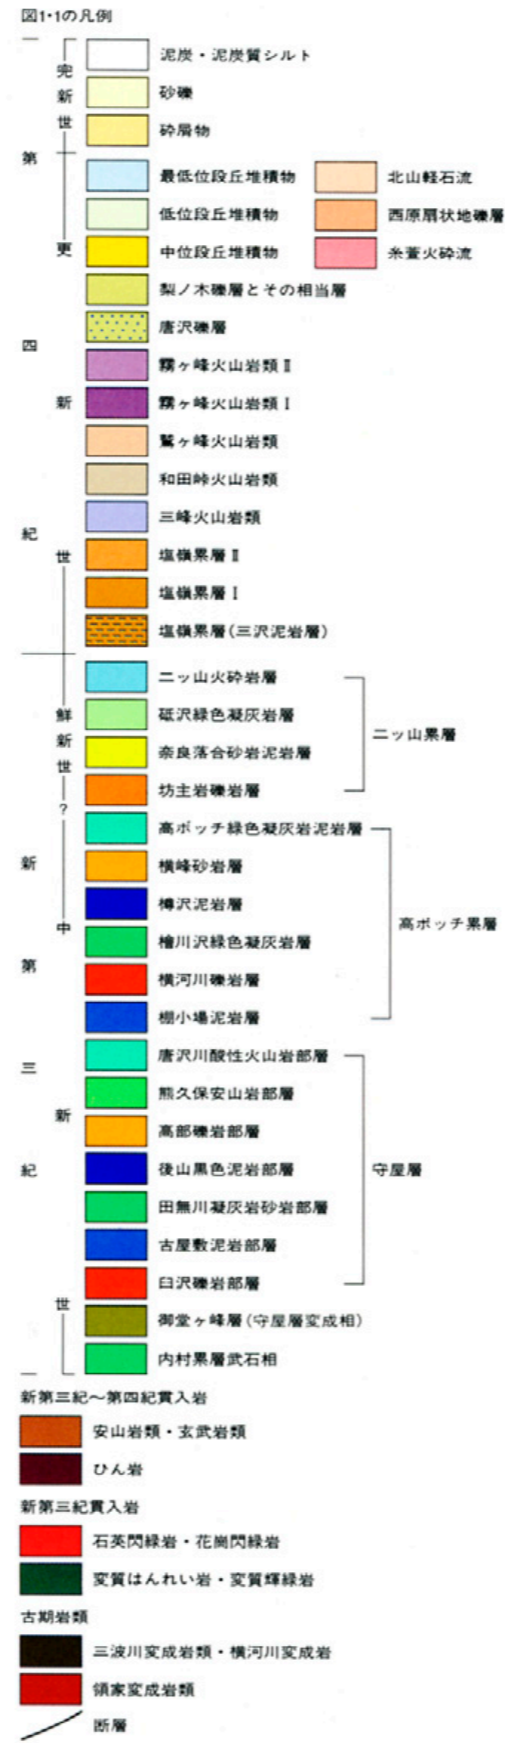 図1・1の凡例
第四紀
完新世
泥炭・泥炭質シルト
砂礫
砕屑物
更新世
最低位段丘堆積物
北山軽石流
低位段丘堆積物
西原扇状地礫層
中位段丘堆積物
糸萱火砕流
梨ノ木礫層とその相当層
唐沢礫層
霧ヶ峰火山岩類Ⅱ
霧ヶ峰火山岩類Ⅰ
鷲ヶ峰火山岩類
和田峠火山岩類
三峰火山岩類
塩嶺累層Ⅱ
塩嶺累層Ⅰ
塩嶺累層(三沢泥岩層)
新第三紀
鮮新世
?
中新世
二ッ山火砕岩層
砥沢緑色凝灰岩層
奈良落合砂岩泥岩層
坊主岩礫岩層
二ッ山累層
高ボッチ緑色凝灰岩泥岩層
横峰砂岩層
樽沢泥岩層
檜川沢緑色凝灰岩層
横河川礫岩層
棚小場泥岩層
高ボッチ累層
唐沢川酸性火山岩部層
熊久保安山岩部層
高部礫岩部層
後山黒色泥岩部層
田無川凝灰岩砂岩部層
古屋敷泥岩部層
臼沢礫岩部層
守屋層
御堂ヶ峰層(守屋層変成相)
内村累層武石相
新第三紀〜第四紀貫入岩
安山岩類・玄武岩類
ひん岩
新第三紀貫入岩
石英閃緑岩・花崗閃緑岩
変質はんれい岩・変質輝緑岩
古期岩類
三波川変成岩類・横河川変成岩
領家変成岩類
断層